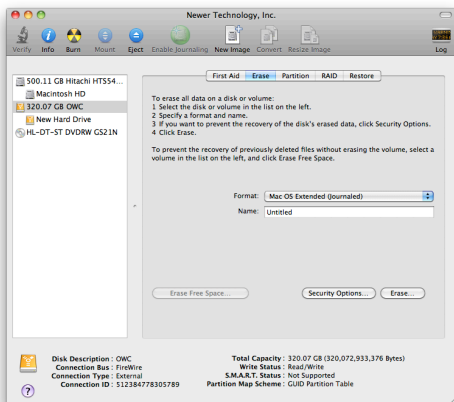 Newer Technology, Inc.
Verify Info Burn Mount Eject Enable Journaling New Image Convert Resize Image Log
First Aid Erase Partition RAID Restore
500.11 GB Hitachi HTS54...
Macintosh HD
320.07 GB OWC
New Hard Drive
HL-DT-ST DVDRW GS21N
To erase all data on a disk or volume:
1 Select the disk or volume in the list on the left.
2 Specify a format and name.
3 If you want to prevent the recovery of the disk's erased data, click Security Options.
4 Click Erase.
To prevent the recovery of previously deleted files without erasing the volume, select a
volume in the list on the left, and click Erase Free Space.
Format: Mac OS Extended (Journaled)
Name: Untitled
Erase Free Space... Security Options... Erase...
Disk Description : OWC Total Capacity : 320.07 GB (320,072,933,376 Bytes)
Connection Bus : FireWire Write Status : Read/Write
Connection Type : External S.M.A.R.T. Status : Not Supported
Connection ID : 512384778305789 Partition Map Scheme : GUID Partition Table
?